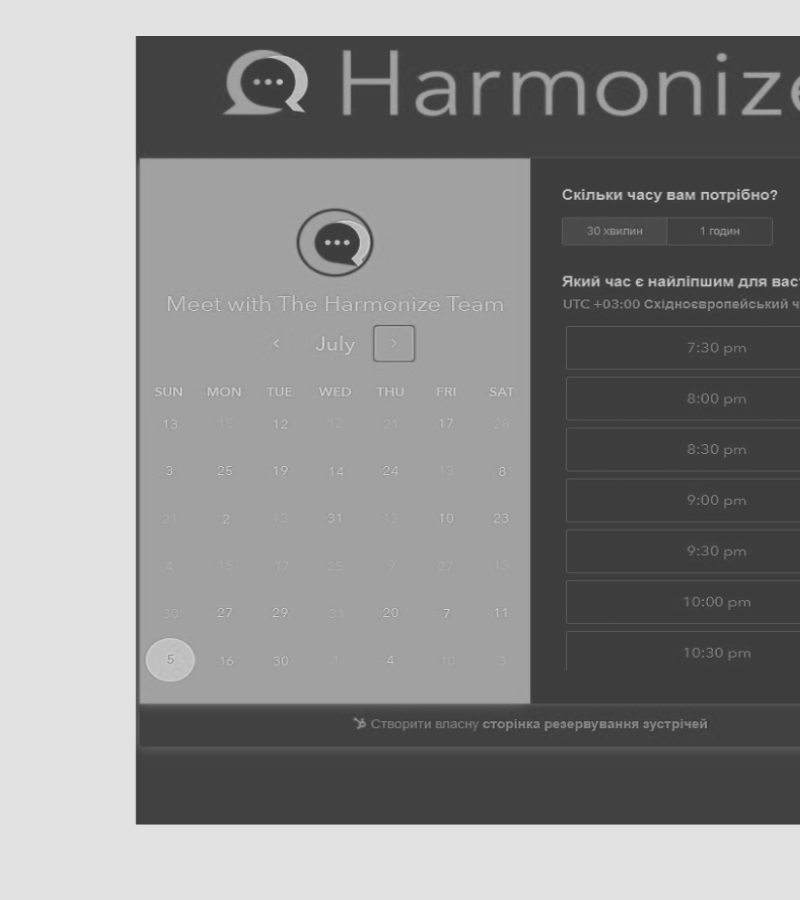 Harmonize
Meet with The Harmonize Team
July
SUN MON TUE WED THU FRI SAT
13 15 12 12 21 17 28
3 25 19 14 24 13 8
21 2 13 31 13 10 23
4 15 17 25 9 27 18
30 27 29 31 20 7 11
5 16 30 1 4 10 3
Скільки часу вам потрібно?
30 хвилин 1 годин
Який час є найліпшим для вас
UTC +03:00 Східноєвропейський ч
7:30 pm
8:00 pm
8:30 pm
9:00 pm
9:30 pm
10:00 pm
10:30 pm
Створити власну сторінка резервування зустрічей